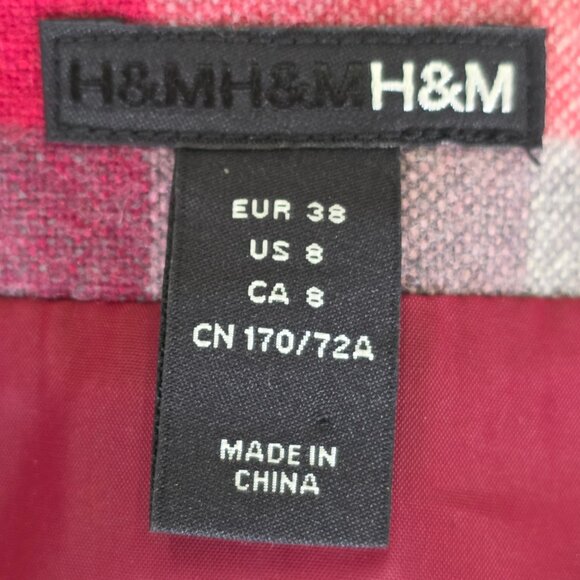 H&MH&MH&M
EUR 38
US 8
CA 8
CN 170/72A
MADE IN
CHINA